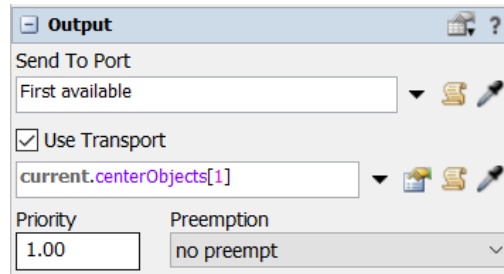 Output ?
Send To Port
First available
Use Transport
current.centerObjects[1]
Priority Preemption
1.00 no preempt